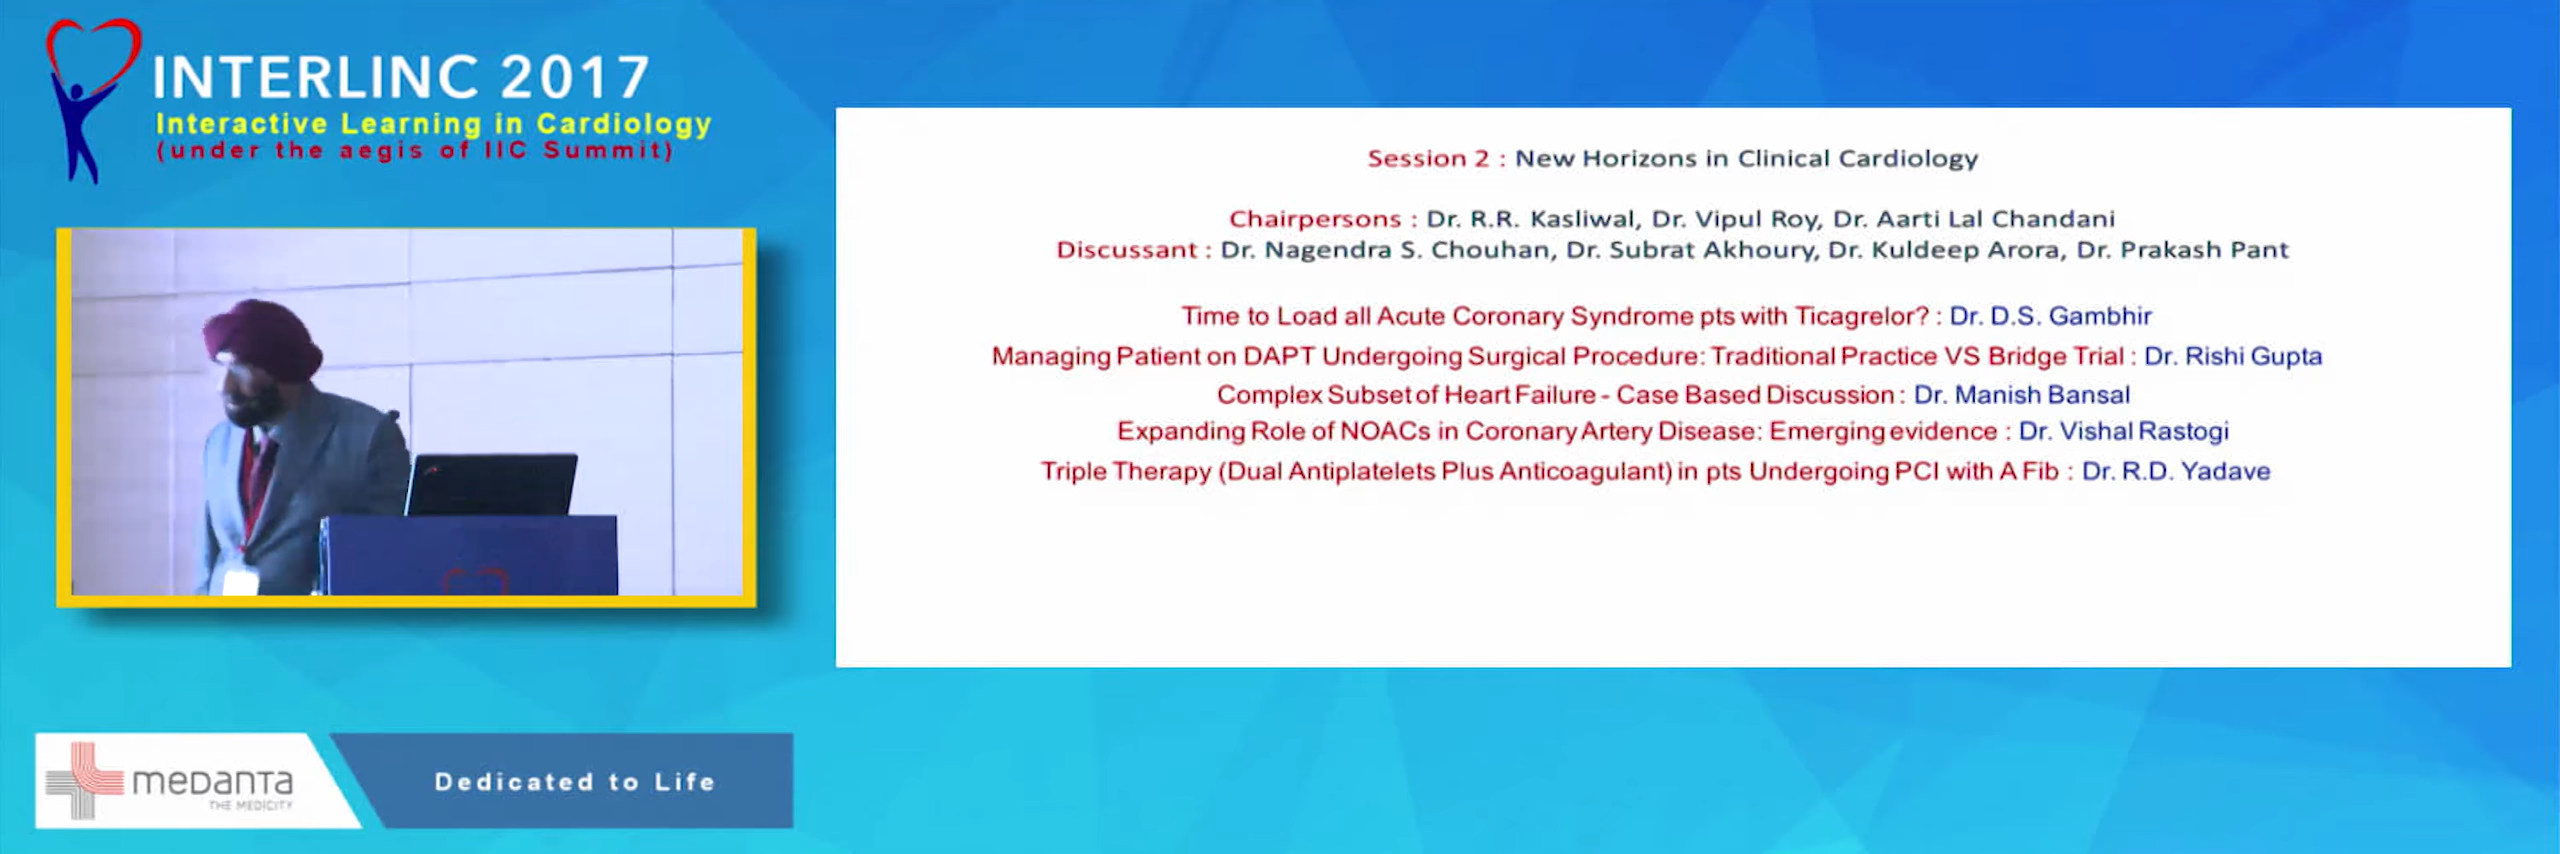 INTERLINC 2017
Interactive Learning in Cardiology
(under the aegis of IIC Summit)
Session 2 : New Horizons in Clinical Cardiology
Chairpersons : Dr. R.R. Kasliwal, Dr. Vipul Roy, Dr. Aarti Lal Chandani
Discussant : Dr. Nagendra S. Chouhan, Dr. Subrat Akhoury, Dr. Kuldeep Arora, Dr. Prakash Pant
Time to Load all Acute Coronary Syndrome pts with Ticagrelor? : Dr. D.S. Gambhir
Managing Patient on DAPT Undergoing Surgical Procedure: Traditional Practice VS Bridge Trial : Dr. Rishi Gupta
Complex Subset of Heart Failure - Case Based Discussion : Dr. Manish Bansal
Expanding Role of NOACs in Coronary Artery Disease: Emerging evidence : Dr. Vishal Rastogi
Triple Therapy (Dual Antiplatelets Plus Anticoagulant) in pts Undergoing PCI with A Fib : Dr. R.D. Yadave
medanta
THE MEDICITY
Dedicated to Life